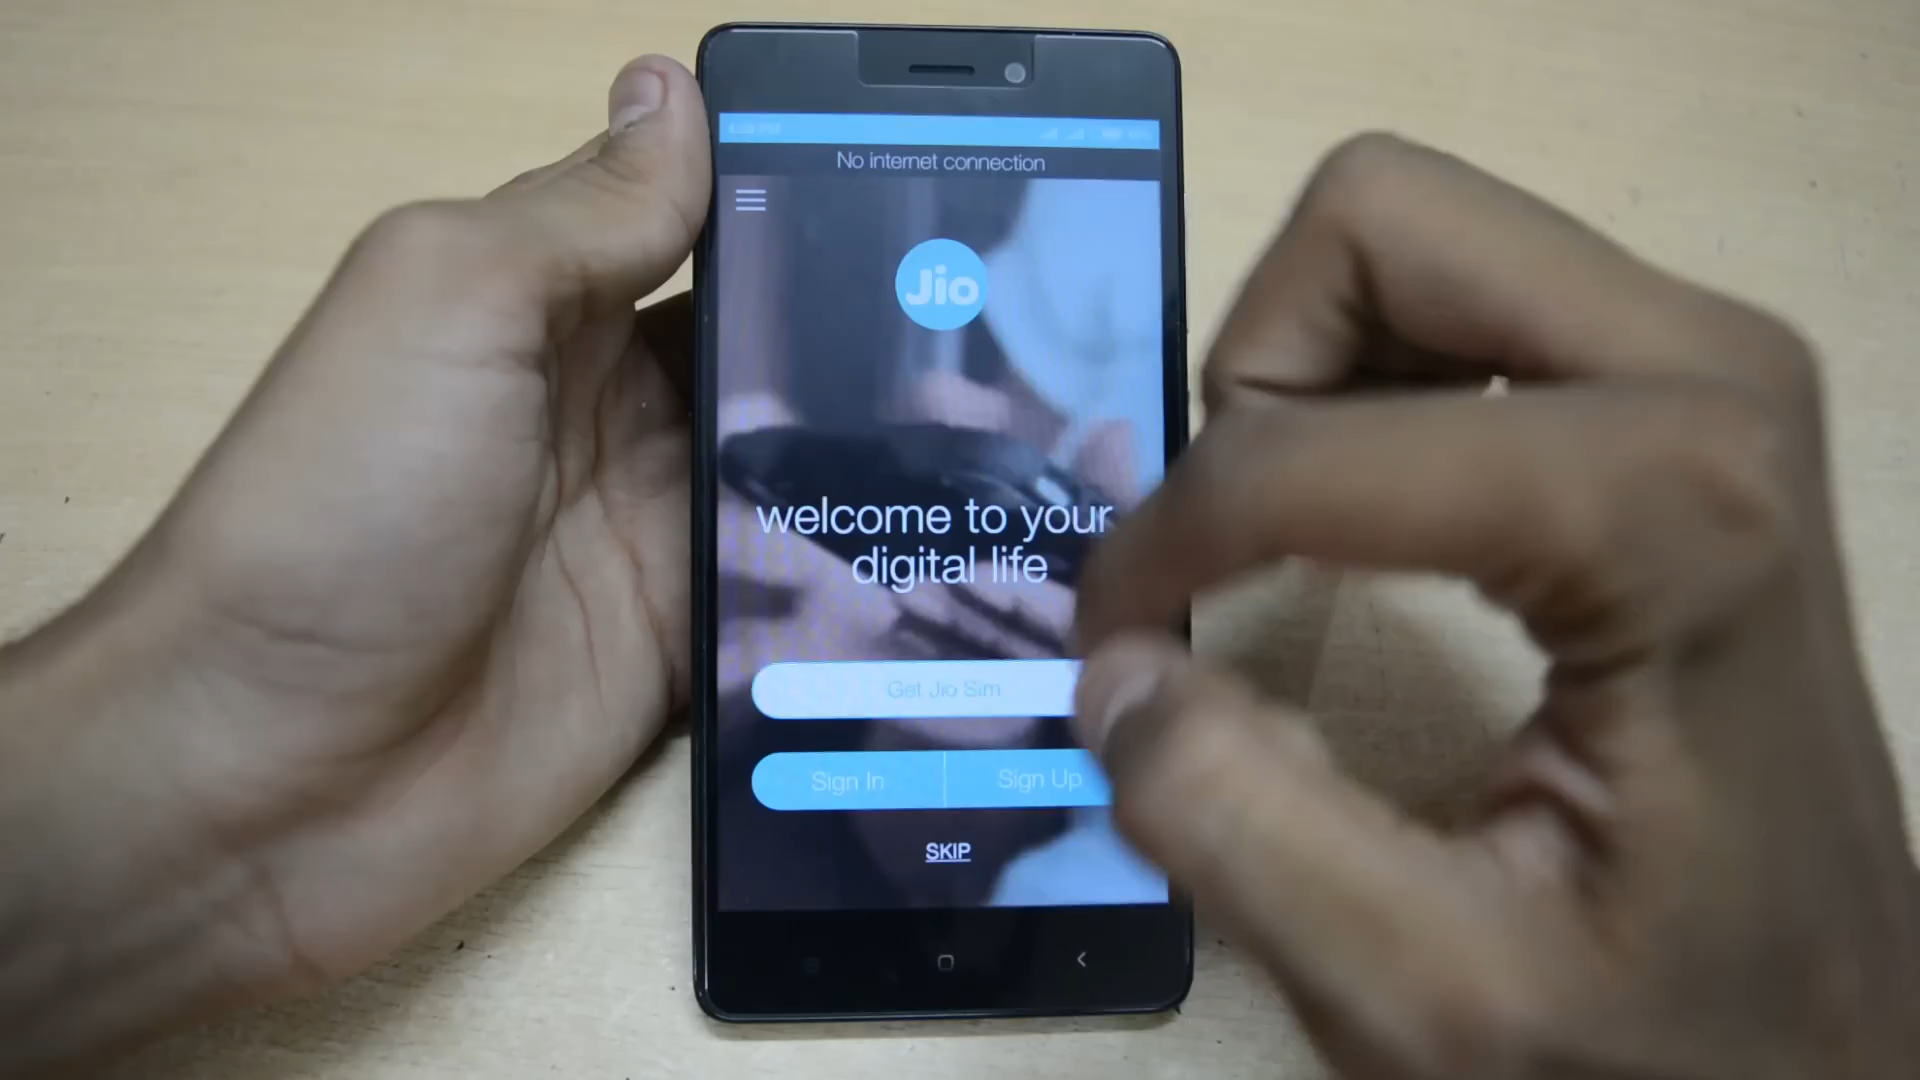 No internet connection
Jio
welcome to your
digital life
Get Jio Sim
Sign In
Sign Up
SKIP